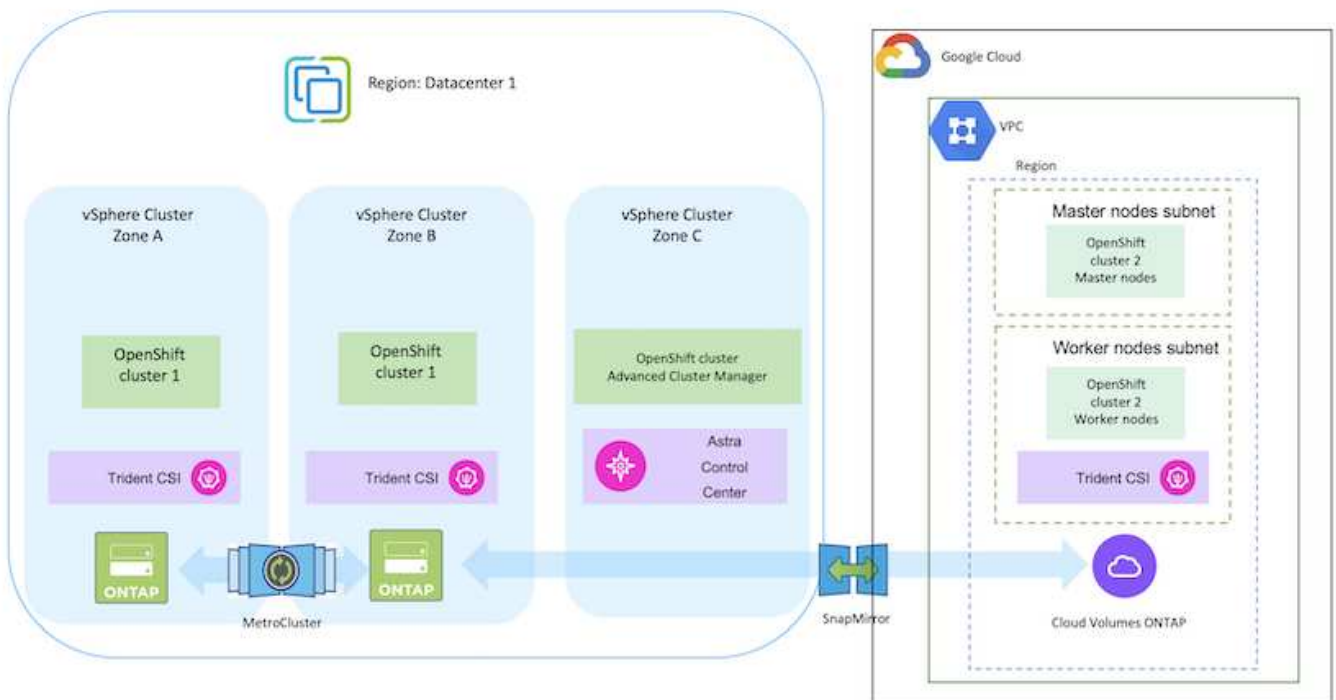 Region: Datacenter 1
vSphere Cluster
Zone A
OpenShift
cluster 1
Trident CSI
ONTAP
MetroCluster
vSphere Cluster
Zone B
OpenShift
cluster 1
Trident CSI
ONTAP
vSphere Cluster
Zone C
OpenShift cluster
Advanced Cluster Manager
Astra
Control
Center
SnapMirror
Google Cloud
VPC
Region
Master nodes subnet
OpenShift
cluster 2
Master nodes
Worker nodes subnet
OpenShift
cluster 2
Worker nodes
Trident CSI
Cloud Volumes ONTAP